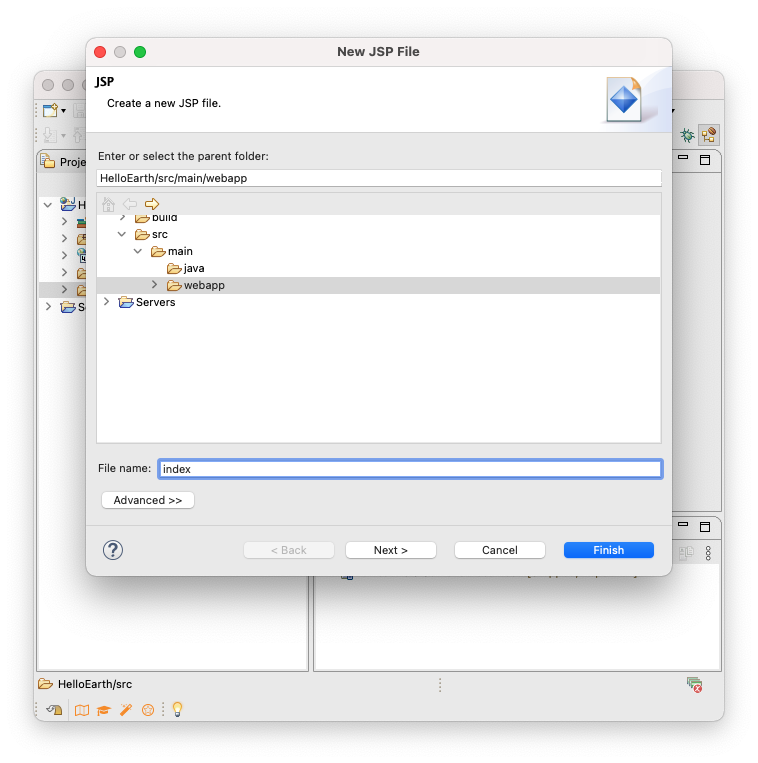 New JSP File
JSP
Create a new JSP file.
Proje
Enter or select the parent folder:
HelloEarth/src/main/webapp
H
build
src
main
java
webapp
Servers
S
File name: index
Advanced >>
< Back
Next >
Cancel
Finish
HelloEarth/src